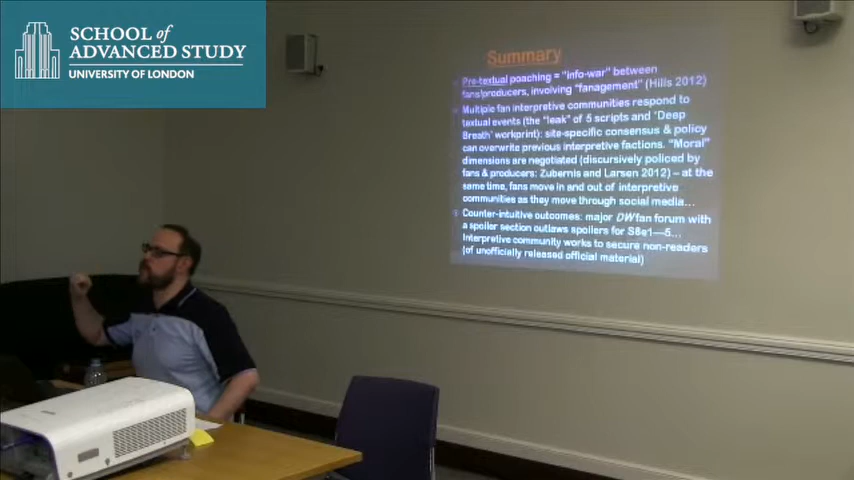 SCHOOL of
ADVANCED STUDY
UNIVERSITY OF LONDON
Summary
Pre-textual poaching = "info-war" between
fans/producers, involving "fanagement" (Hills 2012)
Multiple fan interpretive communities respond to
textual events (the "leak" of 5 scripts and "Deep
Breath" workprint): site-specific consensus & policy
can overwrite previous interpretive factions. "Moral"
dimensions are negotiated (discursively policed by
fans & producers: Zubernis and Larsen 2012) – at the
same time, fans move in and out of interpretive
communities as they move through social media...
Counter-intuitive outcomes: major DW fan forum with
a spoiler section outlaws spoilers for S8e1—5...
Interpretive community works to secure non-readers
(of unofficially released official material)